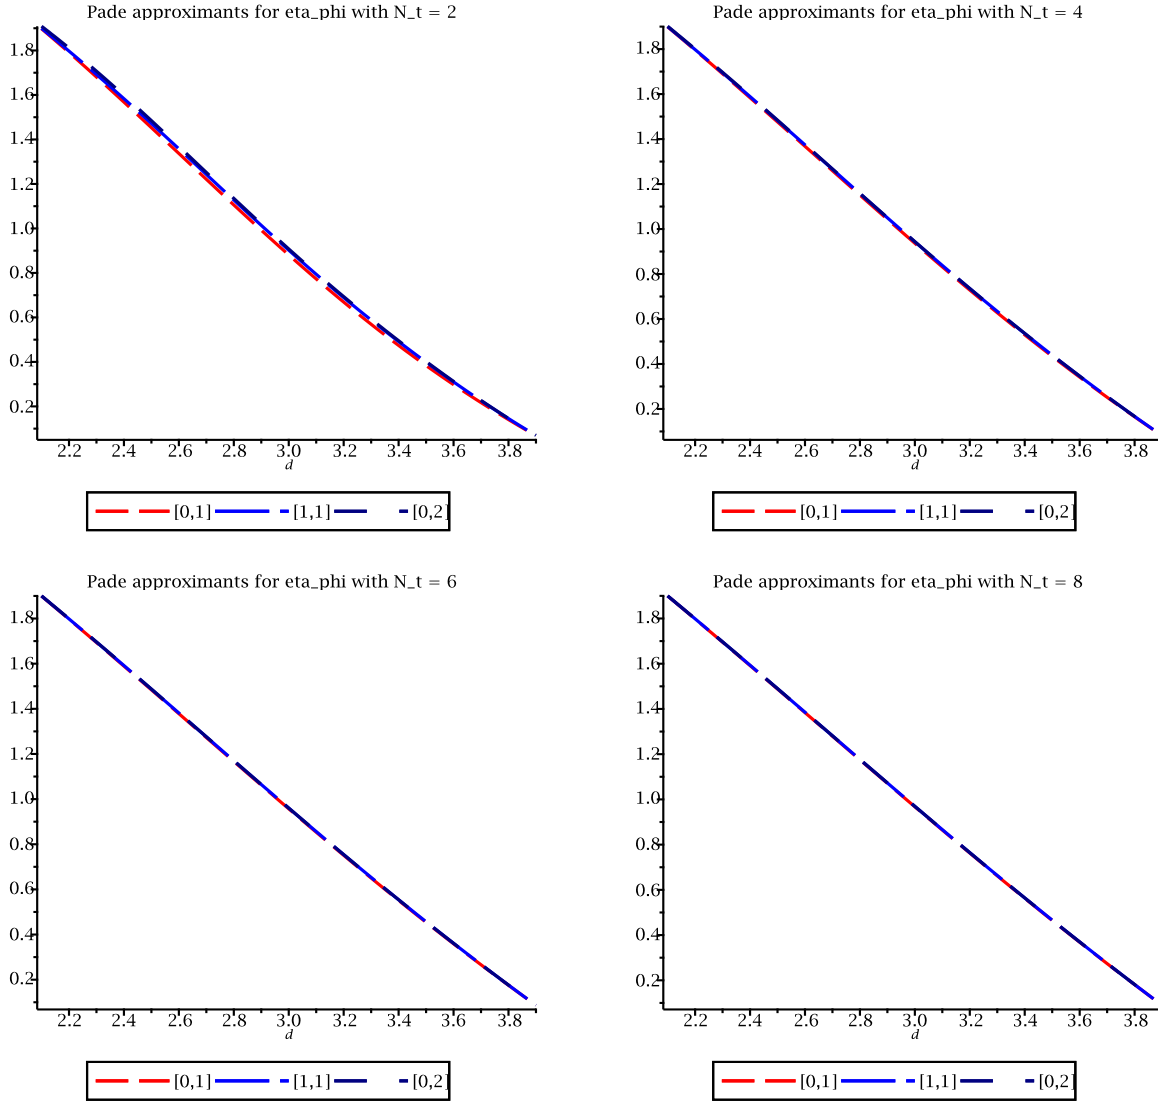 Pade approximants for eta_phi with N_t = 2
1.8
1.6
1.4
1.2
1.0
0.8
0.6
0.4
0.2
2.2 2.4 2.6 2.8 3.0 3.2 3.4 3.6 3.8
d
[0,1] [1,1] [0,2]
Pade approximants for eta_phi with N_t = 4
1.8
1.6
1.4
1.2
1.0
0.8
0.6
0.4
0.2
2.2 2.4 2.6 2.8 3.0 3.2 3.4 3.6 3.8
d
[0,1] [1,1] [0,2]
Pade approximants for eta_phi with N_t = 6
1.8
1.6
1.4
1.2
1.0
0.8
0.6
0.4
0.2
2.2 2.4 2.6 2.8 3.0 3.2 3.4 3.6 3.8
d
[0,1] [1,1] [0,2]
Pade approximants for eta_phi with N_t = 8
1.8
1.6
1.4
1.2
1.0
0.8
0.6
0.4
0.2
2.2 2.4 2.6 2.8 3.0 3.2 3.4 3.6 3.8
d
[0,1] [1,1] [0,2]